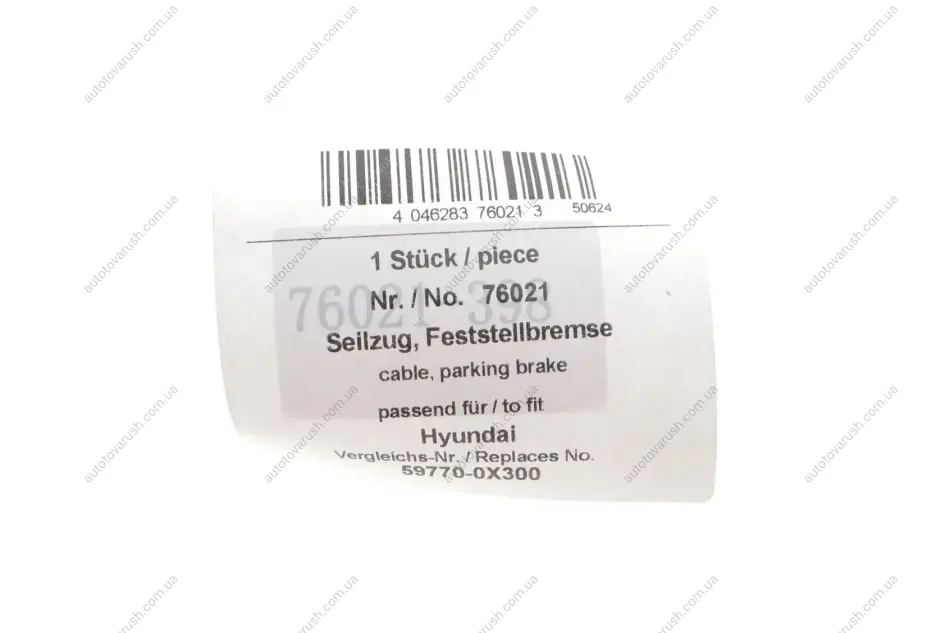 4 046283 76021 3 50624
1 Stück / piece
Nr. / No. 76021
76021 398
Seilzug, Feststellbremse
cable, parking brake
passend für / to fit
Hyundai
Vergleichs-Nr. / Replaces No.
59770-0X300
autotovarush.com.ua